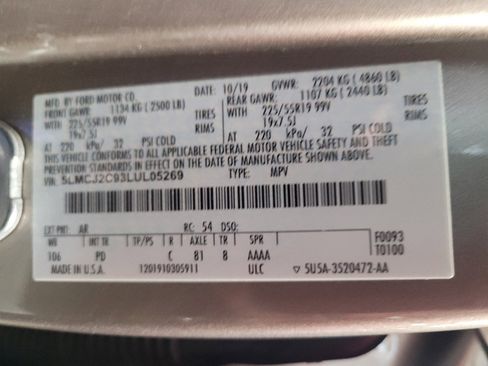 MFD. BY FORD MOTOR CO.
DATE: 10/19
GVWR: 2204 KG (4860 LB)
FRONT GAWR: 1134 KG (2500 LB)
REAR GAWR: 1107 KG (2440 LB)
WITH 225/55R19 99V TIRES
WITH 225/55R19 99V TIRES
19x7.5J RIMS
19x7.5J RIMS
AT 220 kPa/ 32 PSI COLD
AT 220 kPa/ 32 PSI COLD
THIS VEHICLE CONFORMS TO ALL APPLICABLE FEDERAL MOTOR VEHICLE SAFETY AND THEFT
PREVENTION STANDARDS IN EFFECT ON THE DATE OF MANUFACTURE SHOWN ABOVE.
VIN: 5LMCJ2C93LUL05269
TYPE: MPV
EXT PNT: AR RC: 54 DSO:
WB INT TR TP/PS R AXLE TR SPR
106 PD C 81 8 AAAA
F0093
T0100
MADE IN U.S.A. 1201910305911 ULC ▽ 5U5A-3520472-AA